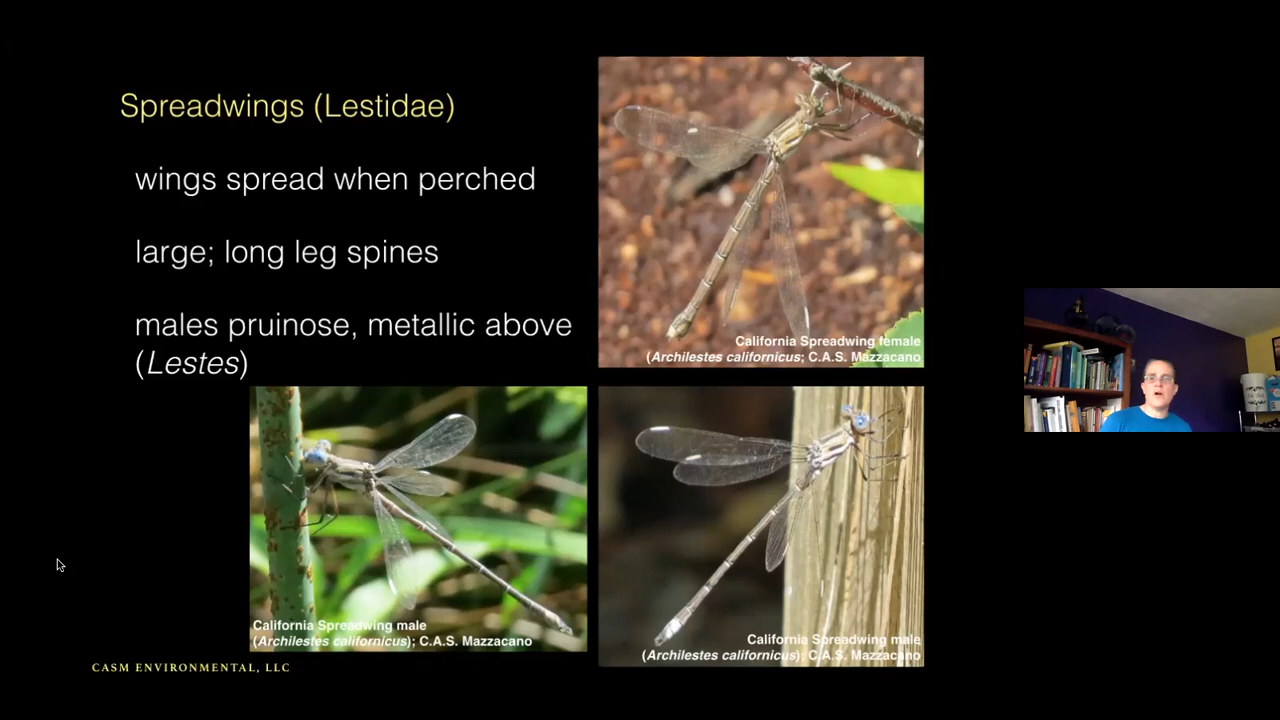 Spreadwings (Lestidae)
wings spread when perched
large; long leg spines
males pruinose, metallic above
(Lestes)
California Spreadwing female
(Archilestes californicus; C.A.S. Mazzacano
California Spreadwing male
(Archilestes californicus); C.A.S. Mazzacano
California Spreadwing male
(Archilestes californicus); C.A.S. Mazzacano
CASM ENVIRONMENTAL, LLC